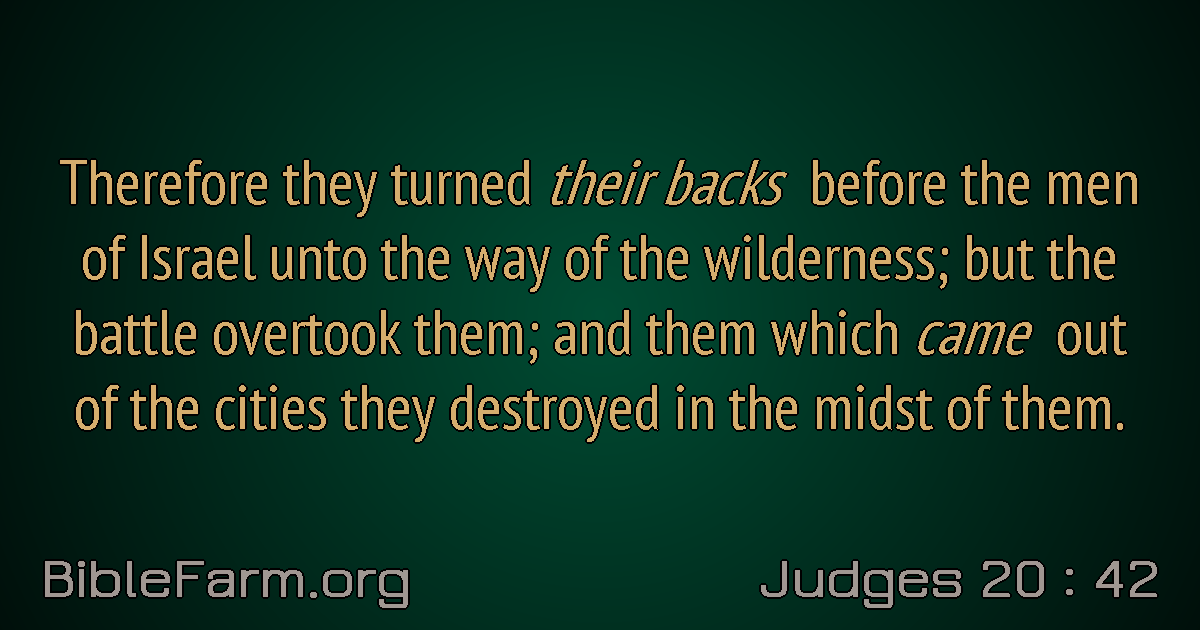 Therefore they turned their backs before the men
of Israel unto the way of the wilderness; but the
battle overtook them; and them which came out
of the cities they destroyed in the midst of them.
BibleFarm.org
Judges 20 : 42